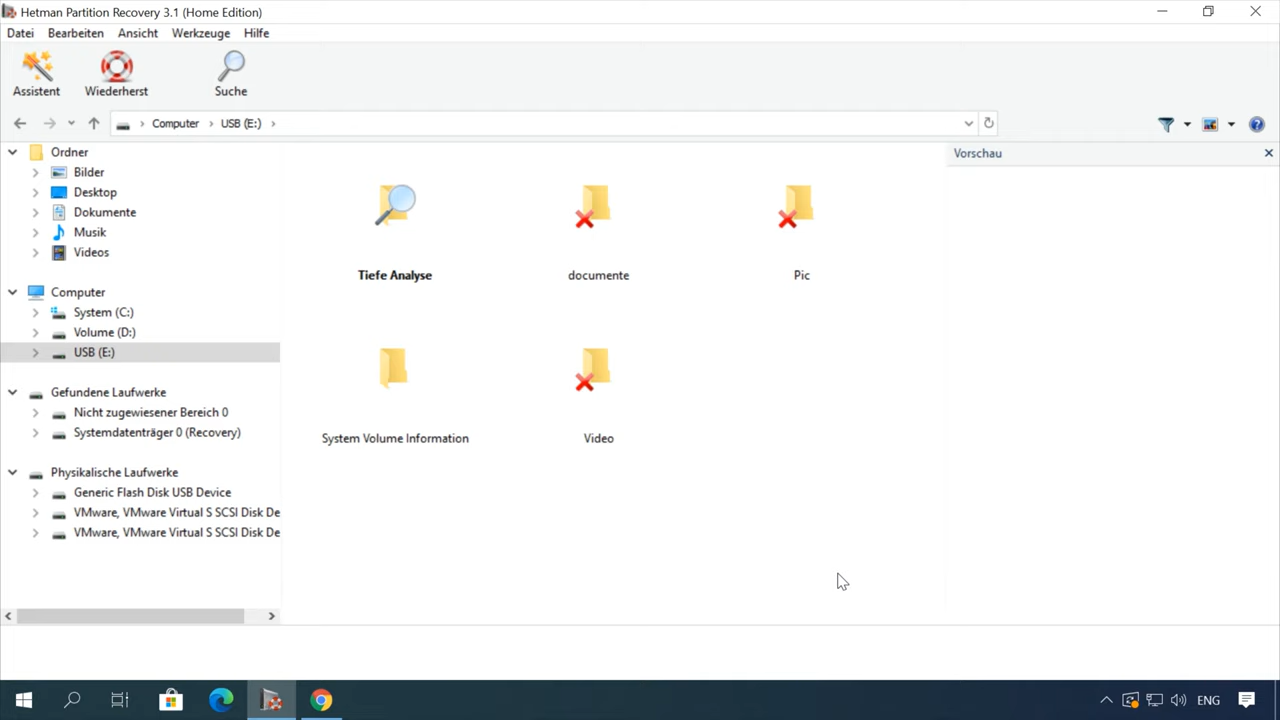 Hetman Partition Recovery 3.1 (Home Edition)
Datei Bearbeiten Ansicht Werkzeuge Hilfe
Assistent Wiederherst Suche
Computer USB (E:)
Ordner
Bilder
Desktop
Dokumente
Musik
Videos
Computer
System (C:)
Volume (D:)
USB (E:)
Gefundene Laufwerke
Nicht zugewiesener Bereich 0
Systemdatenträger 0 (Recovery)
Physikalische Laufwerke
Generic Flash Disk USB Device
VMware, VMware Virtual S SCSI Disk De
VMware, VMware Virtual S SCSI Disk De
Tiefe Analyse
documente
Pic
System Volume Information
Video
Vorschau
ENG